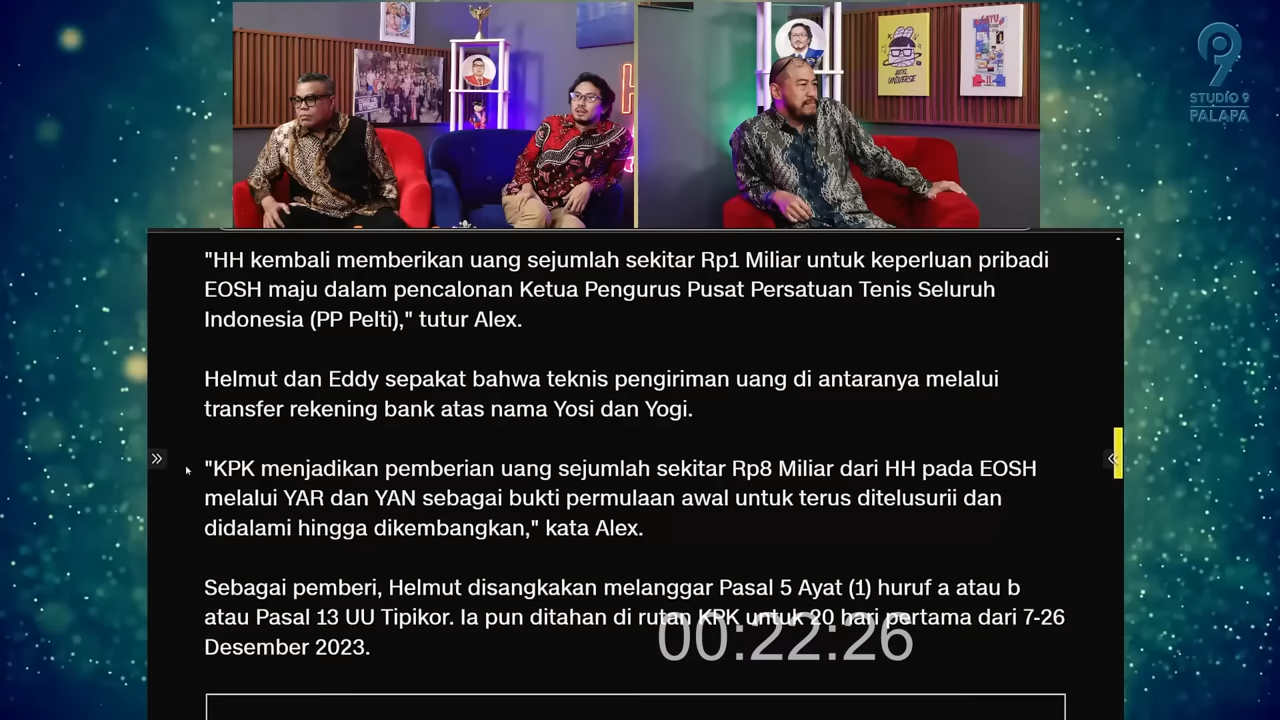 STUDIO 9
PALAPA
UNIVERSE
SATU
"HH kembali memberikan uang sejumlah sekitar Rp1 Miliar untuk keperluan pribadi
EOSH maju dalam pencalonan Ketua Pengurus Pusat Persatuan Tenis Seluruh
Indonesia (PP Pelti)," tutur Alex.
Helmut dan Eddy sepakat bahwa teknis pengiriman uang di antaranya melalui
transfer rekening bank atas nama Yosi dan Yogi.
"KPK menjadikan pemberian uang sejumlah sekitar Rp8 Miliar dari HH pada EOSH
melalui YAR dan YAN sebagai bukti permulaan awal untuk terus ditelusurii dan
didalami hingga dikembangkan," kata Alex.
Sebagai pemberi, Helmut disangkakan melanggar Pasal 5 Ayat (1) huruf a atau b
atau Pasal 13 UU Tipikor. Ia pun ditahan di rutan KPK untuk 20 hari pertama dari 7-26
Desember 2023.
00:22:26